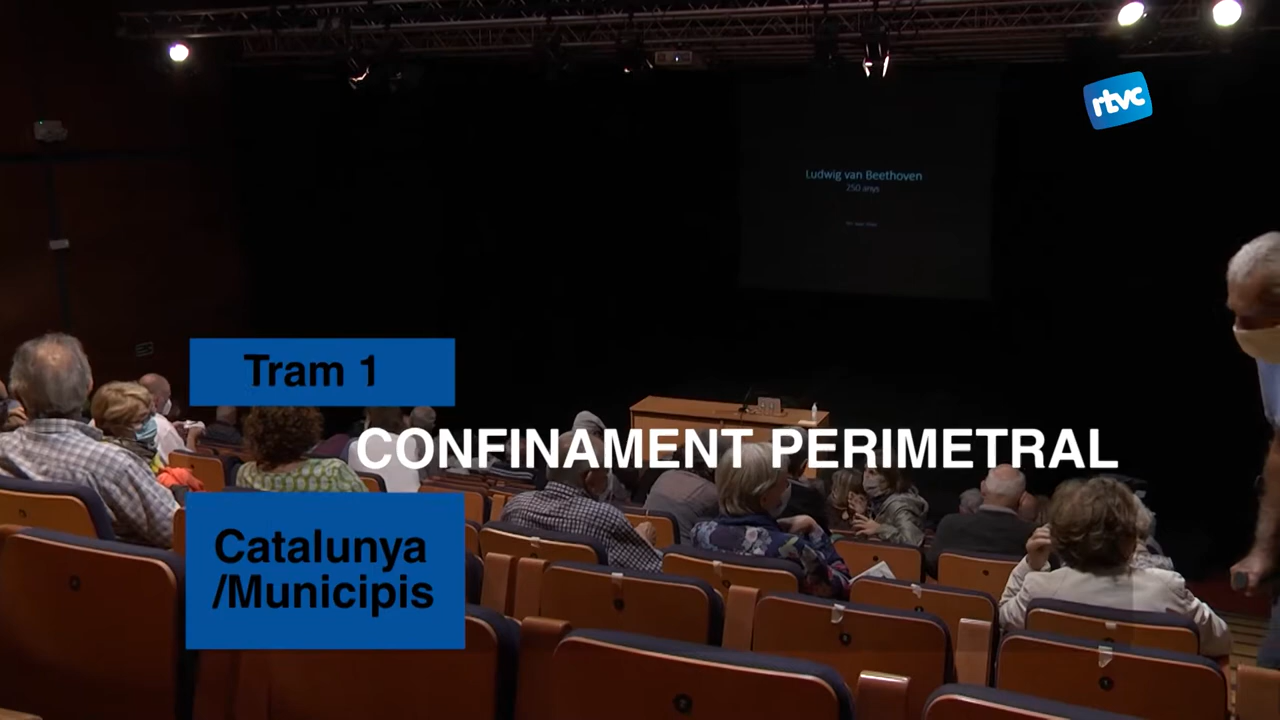 rtvc
Ludwig van Beethoven
250 anys
Tram 1
CONFINAMENT PERIMETRAL
Catalunya
/Municipis